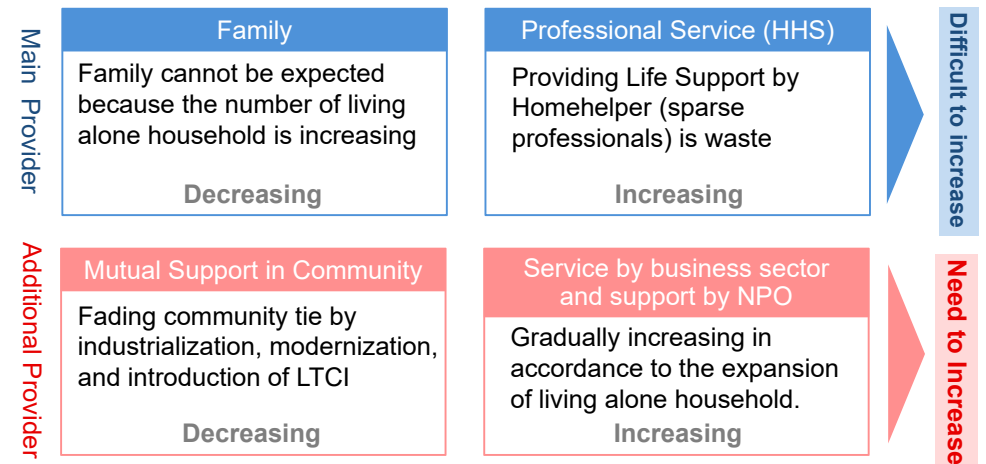 Main Provider
Family
Family cannot be expected
because the number of living
alone household is increasing
Decreasing
Professional Service (HHS)
Providing Life Support by
Homehelper (sparse
professionals) is waste
Increasing
Difficult to increase
Additional Provider
Mutual Support in Community
Fading community tie by
industrialization, modernization,
and introduction of LTCI
Decreasing
Service by business sector
and support by NPO
Gradually increasing in
accordance to the expansion
of living alone household.
Increasing
Need to Increase